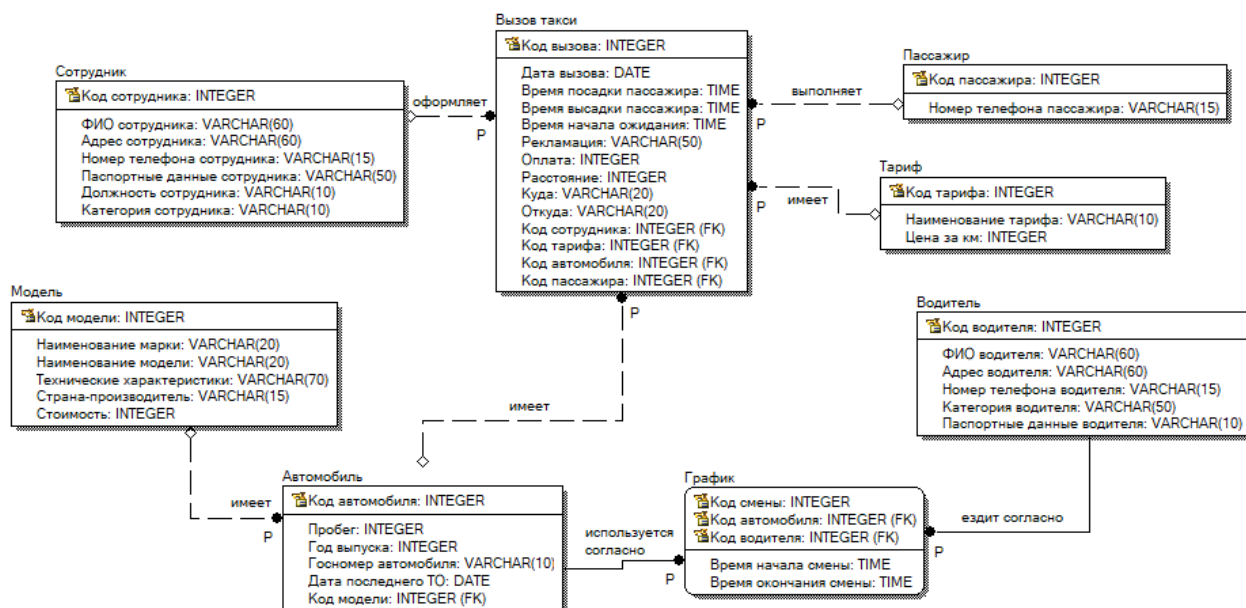 Вызов такси
Код вызова: INTEGER
Дата вызова: DATE
Время посадки пассажира: TIME
Время высадки пассажира: TIME
Время начала ожидания: TIME
Рекламация: VARCHAR(50)
Оплата: INTEGER
Расстояние: INTEGER
Куда: VARCHAR(20)
Откуда: VARCHAR(20)
Код сотрудника: INTEGER (FK)
Код тарифа: INTEGER (FK)
Код автомобиля: INTEGER (FK)
Код пассажира: INTEGER (FK)
Сотрудник
Код сотрудника: INTEGER
ФИО сотрудника: VARCHAR(60)
Адрес сотрудника: VARCHAR(60)
Номер телефона сотрудника: VARCHAR(15)
Паспортные данные сотрудника: VARCHAR(50)
Должность сотрудника: VARCHAR(10)
Категория сотрудника: VARCHAR(10)
оформляет
P
Пассажир
Код пассажира: INTEGER
Номер телефона пассажира: VARCHAR(15)
выполняет
P
Тариф
Код тарифа: INTEGER
Наименование тарифа: VARCHAR(10)
Цена за км: INTEGER
имеет
P
Модель
Код модели: INTEGER
Наименование марки: VARCHAR(20)
Наименование модели: VARCHAR(20)
Технические характеристики: VARCHAR(70)
Страна-производитель: VARCHAR(15)
Стоимость: INTEGER
P
имеет
Водитель
Код водителя: INTEGER
ФИО водителя: VARCHAR(60)
Адрес водителя: VARCHAR(60)
Номер телефона водителя: VARCHAR(15)
Категория водителя: VARCHAR(50)
Паспортные данные водителя: VARCHAR(10)
имеет
P
Автомобиль
Код автомобиля: INTEGER
Пробег: INTEGER
Год выпуска: INTEGER
Госномер автомобиля: VARCHAR(10)
Дата последнего ТО: DATE
Код модели: INTEGER (FK)
используется
согласно
P
График
Код смены: INTEGER
Код автомобиля: INTEGER (FK)
Код водителя: INTEGER (FK)
Время начала смены: TIME
Время окончания смены: TIME
ездит согласно
P